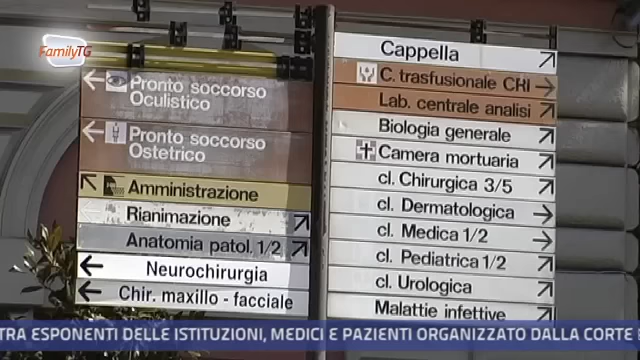 FamilyTG
Pronto soccorso
Oculistico
Pronto soccorso
Ostetrico
Amministrazione
Rianimazione
Anatomia patol. 1/2
Neurochirurgia
Chir. maxillo - facciale
Cappella
C. trasfusionale CRI
Lab. centrale analisi
Biologia generale
Camera mortuaria
cl. Chirurgica 3/5
cl. Dermatologica
cl. Medica 1/2
cl. Pediatrica 1/2
cl. Urologica
Malattie infettive
TRA ESPONENTI DELLE ISTITUZIONI, MEDICI E PAZIENTI ORGANIZZATO DALLA CORTE